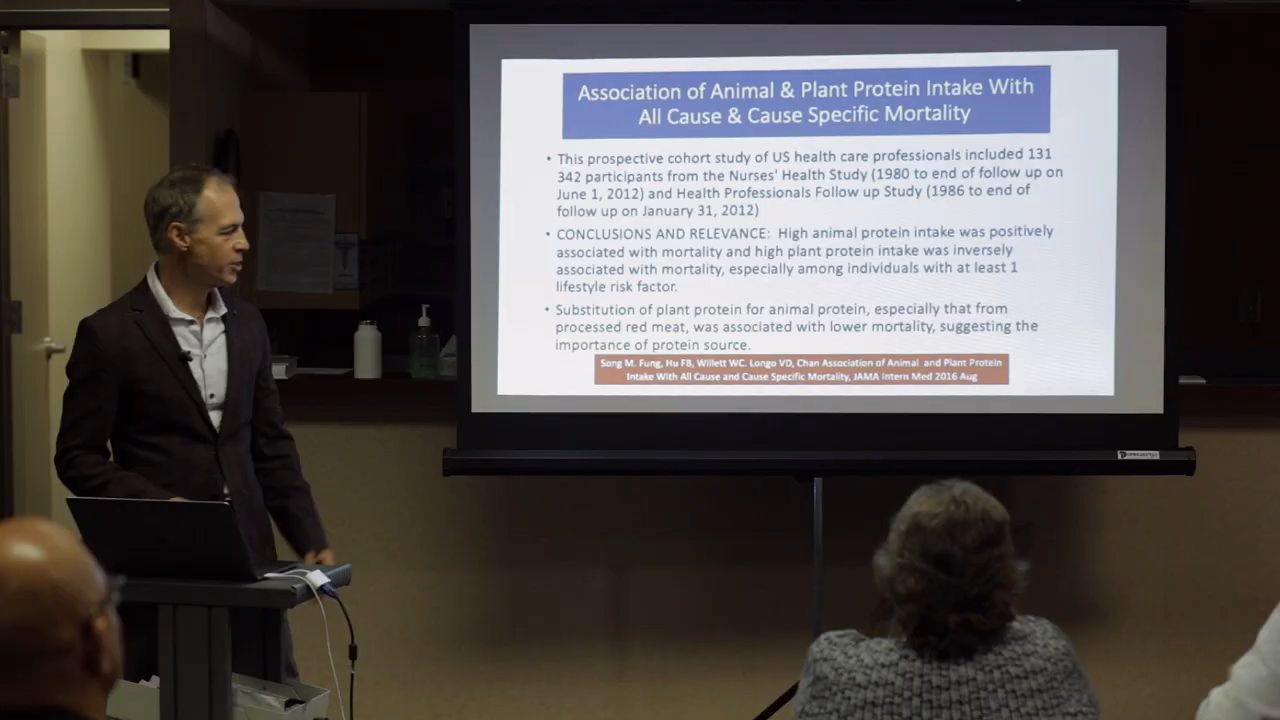 Association of Animal & Plant Protein Intake With
All Cause & Cause Specific Mortality
• This prospective cohort study of US health care professionals included 131
342 participants from the Nurses' Health Study (1980 to end of follow up on
June 1, 2012) and Health Professionals Follow up Study (1986 to end of
follow up on January 31, 2012)
• CONCLUSIONS AND RELEVANCE: High animal protein intake was positively
associated with mortality and high plant protein intake was inversely
associated with mortality, especially among individuals with at least 1
lifestyle risk factor.
• Substitution of plant protein for animal protein, especially that from
processed red meat, was associated with lower mortality, suggesting the
importance of protein source.
Song M. Fung, Hu FB, Willett WC. Longo VD, Chan Association of Animal and Plant Protein
Intake With All Cause and Cause Specific Mortality, JAMA Intern Med 2016 Aug